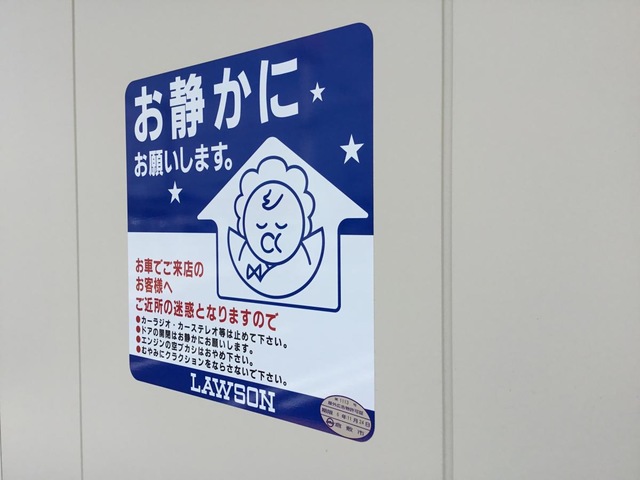 お静かに
お願いします。
お車でご来店の
お客様へ
ご近所の迷惑となりますので
●カーラジオ・カーステレオ等は止めて下さい。
●ドアの開閉はお静かにお願いします。
●エンジンの空ブカシはおやめ下さい。
●むやみにクラクションをならさないで下さい。
LAWSON
倉敷市